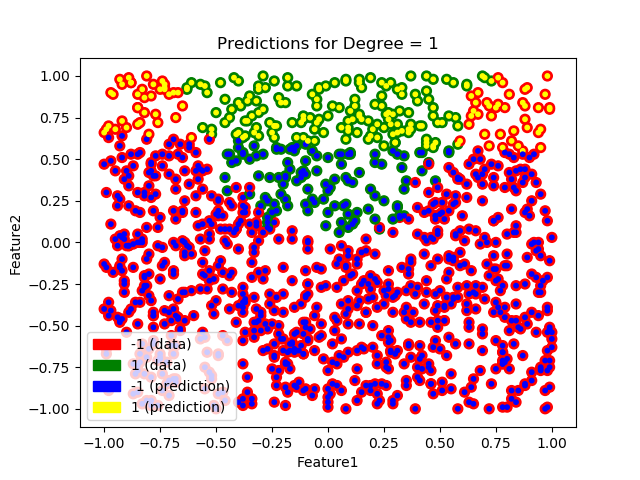 Predictions for Degree = 1
Feature2
1.00
0.75
0.50
0.25
0.00
−0.25
−0.50
−0.75
−1.00
-1 (data)
1 (data)
-1 (prediction)
1 (prediction)
−1.00 −0.75 −0.50 −0.25 0.00 0.25 0.50 0.75 1.00
Feature1